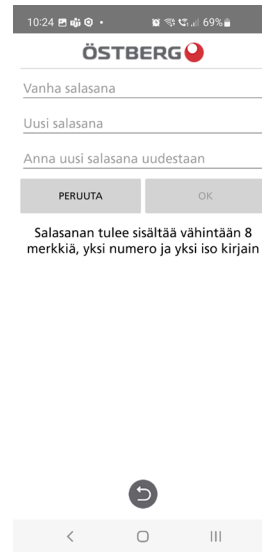 10:24
69%
ÖSTBERG
Vanha salasana
Uusi salasana
Anna uusi salasana uudestaan
PERUUTA
OK
Salasanan tulee sisältää vähintään 8
merkkiä, yksi numero ja yksi iso kirjain